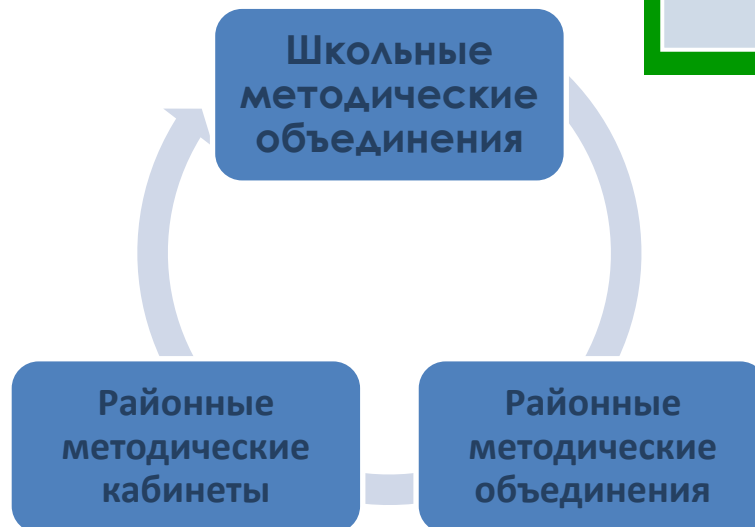 Школьные
методические
объединения
Районные
методические
кабинеты
Районные
методические
объединения